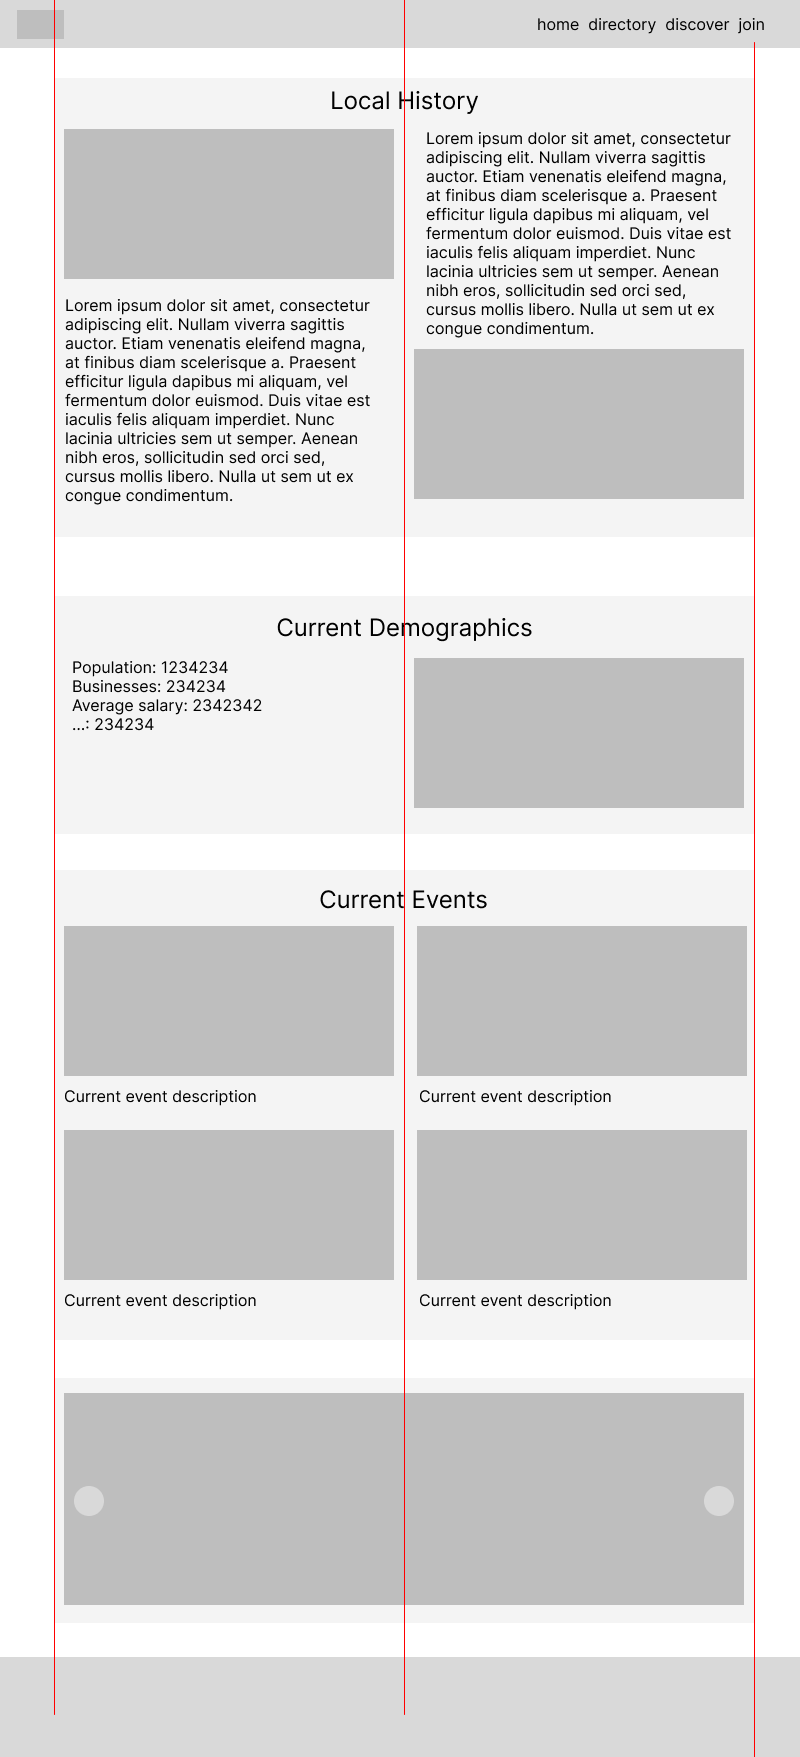 home directory discover join
Local History
Lorem ipsum dolor sit amet, consectetur
adipiscing elit. Nullam viverra sagittis
auctor. Etiam venenatis eleifend magna,
at finibus diam scelerisque a. Praesent
efficitur ligula dapibus mi aliquam, vel
fermentum dolor euismod. Duis vitae est
iaculis felis aliquam imperdiet. Nunc
lacinia ultricies sem ut semper. Aenean
nibh eros, sollicitudin sed orci sed,
cursus mollis libero. Nulla ut sem ut ex
congue condimentum.
Lorem ipsum dolor sit amet, consectetur
adipiscing elit. Nullam viverra sagittis
auctor. Etiam venenatis eleifend magna,
at finibus diam scelerisque a. Praesent
efficitur ligula dapibus mi aliquam, vel
fermentum dolor euismod. Duis vitae est
iaculis felis aliquam imperdiet. Nunc
lacinia ultricies sem ut semper. Aenean
nibh eros, sollicitudin sed orci sed,
cursus mollis libero. Nulla ut sem ut ex
congue condimentum.
Current Demographics
Population: 1234234
Businesses: 234234
Average salary: 2342342
...: 234234
Current Events
Current event description
Current event description
Current event description
Current event description